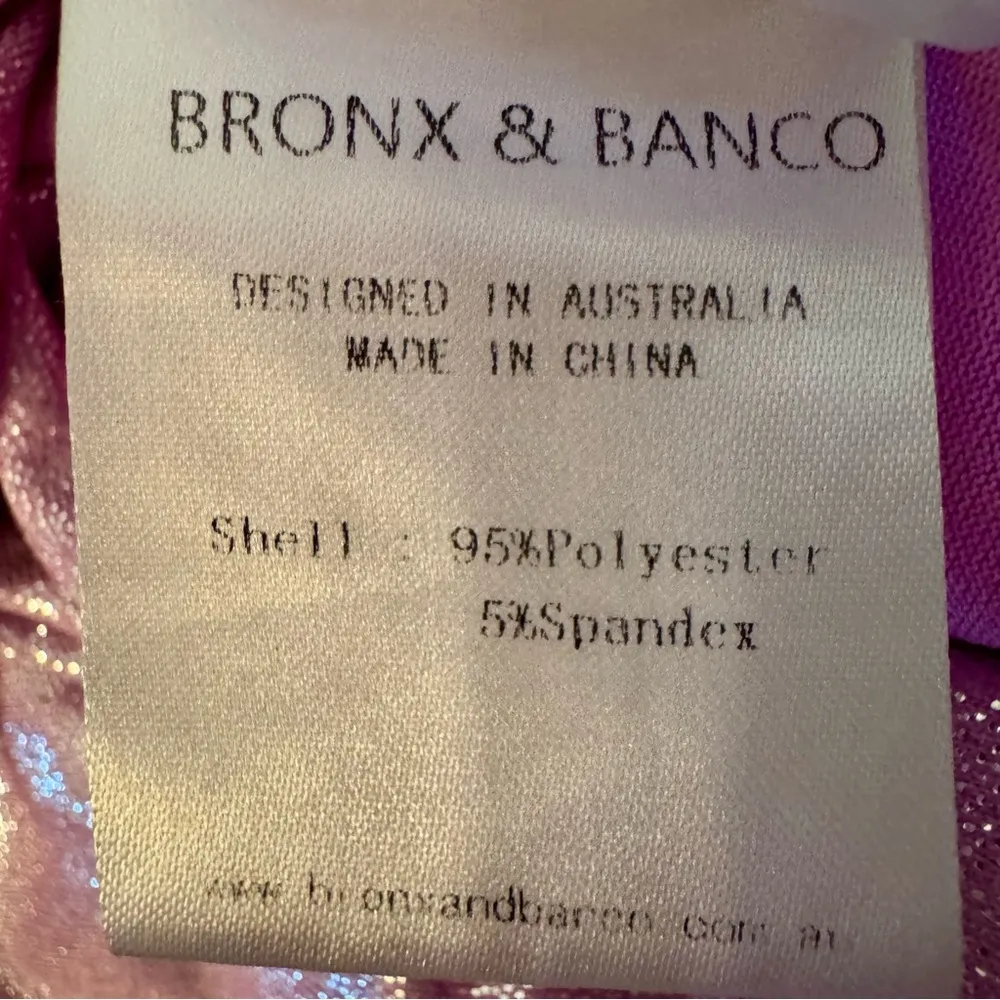 BRONX & BANCO
DESIGNED IN AUSTRALIA
MADE IN CHINA
Shell : 95%Polyester
5%Spandex
www.bronxandbanco.com.au